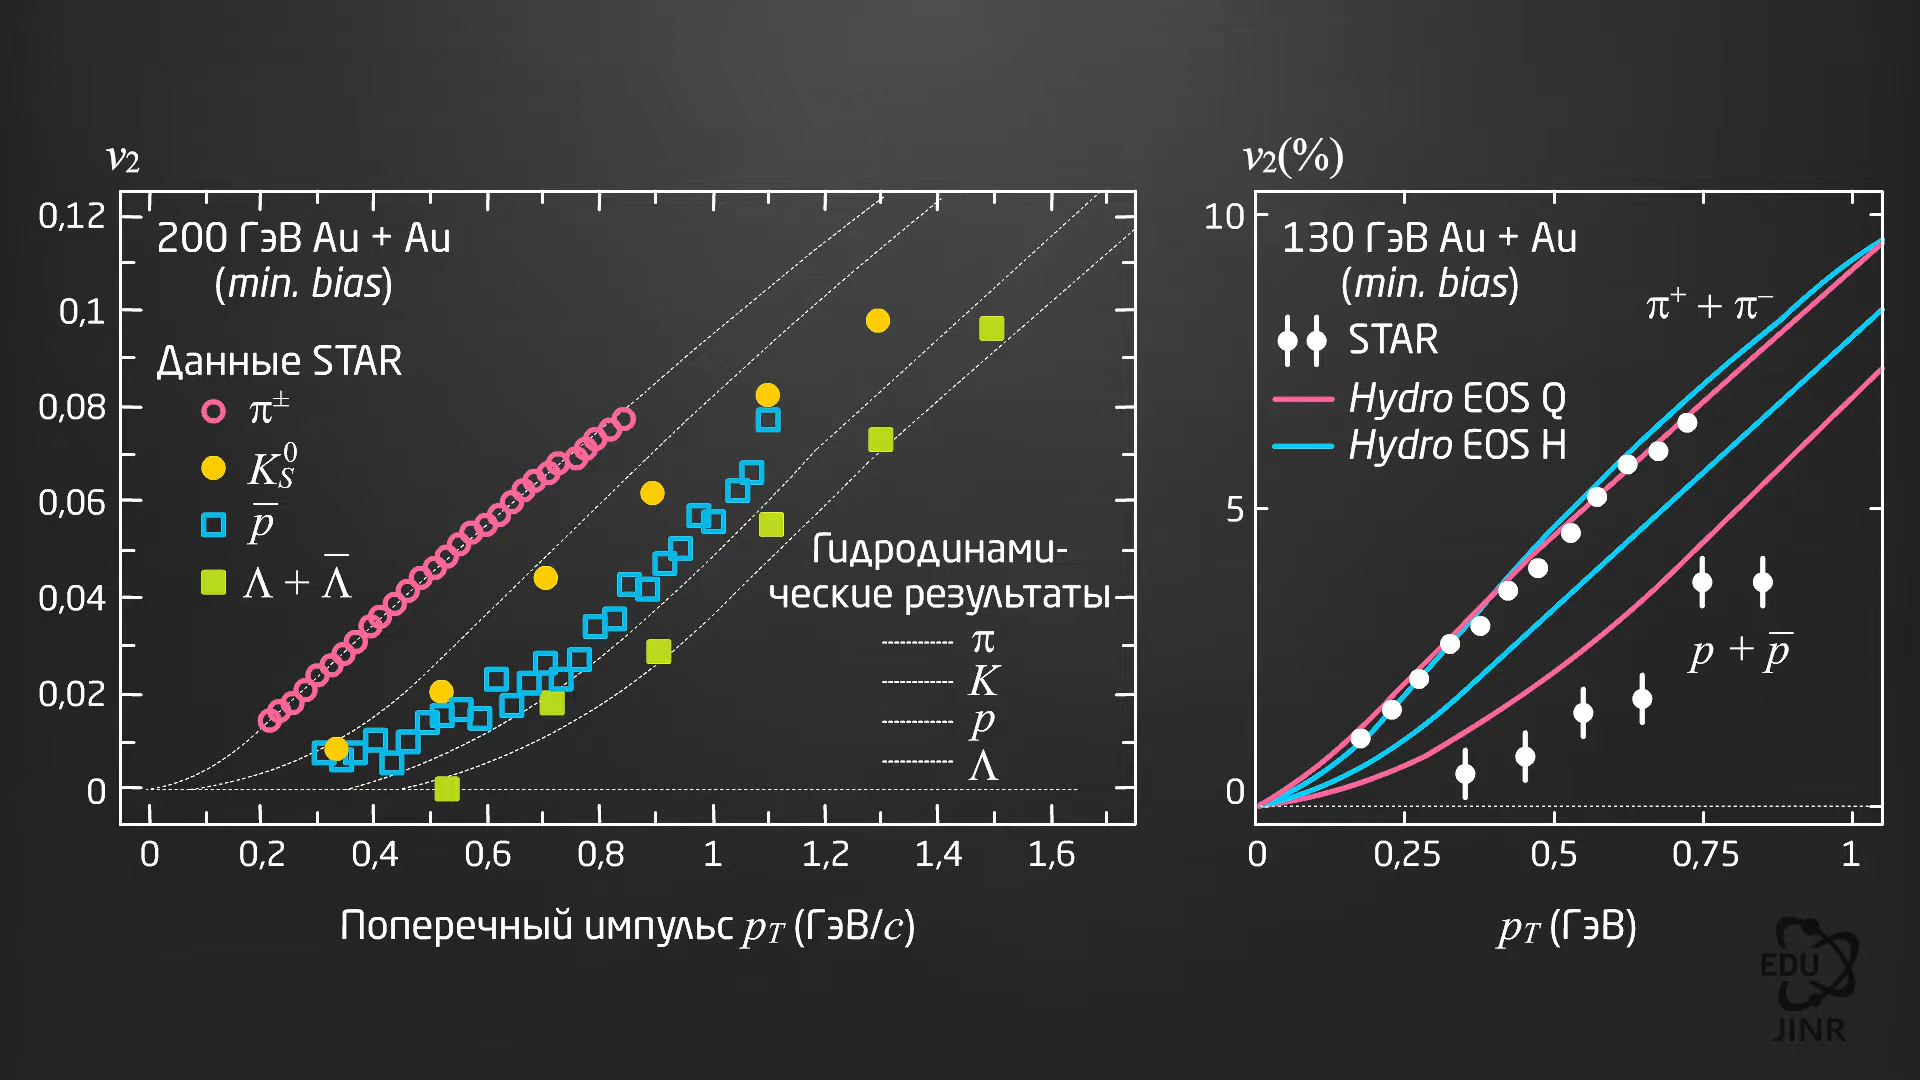 v₂
0,12
0,1
0,08
0,06
0,04
0,02
0
200 ГэВ Au + Au
(min. bias)
Данные STAR
π±
K⁰_S
p̅
Λ + Λ̅
Гидродинами-
ческие результаты
π
K
p
Λ
0 0,2 0,4 0,6 0,8 1 1,2 1,4 1,6
Поперечный импульс p_T (ГэВ/c)
v₂(%)
10
5
0
130 ГэВ Au + Au
(min. bias)
STAR
Hydro EOS Q
Hydro EOS H
π⁺ + π⁻
p + p̅
0 0,25 0,5 0,75 1
p_T (ГэВ)
EDU
JINR